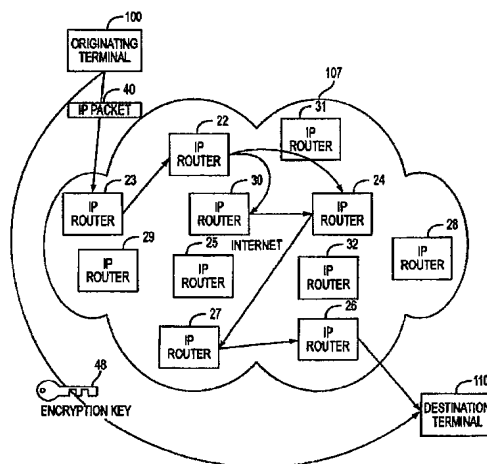 100
ORIGINATING
TERMINAL
40
IP PACKET
107
31
IP
ROUTER
22
IP
ROUTER
23
IP
ROUTER
30
IP
ROUTER
24
IP
ROUTER
29
IP
ROUTER
25
IP
ROUTER
INTERNET
28
IP
ROUTER
32
IP
ROUTER
27
IP
ROUTER
26
IP
ROUTER
48
ENCRYPTION KEY
110
DESTINATION
TERMINAL